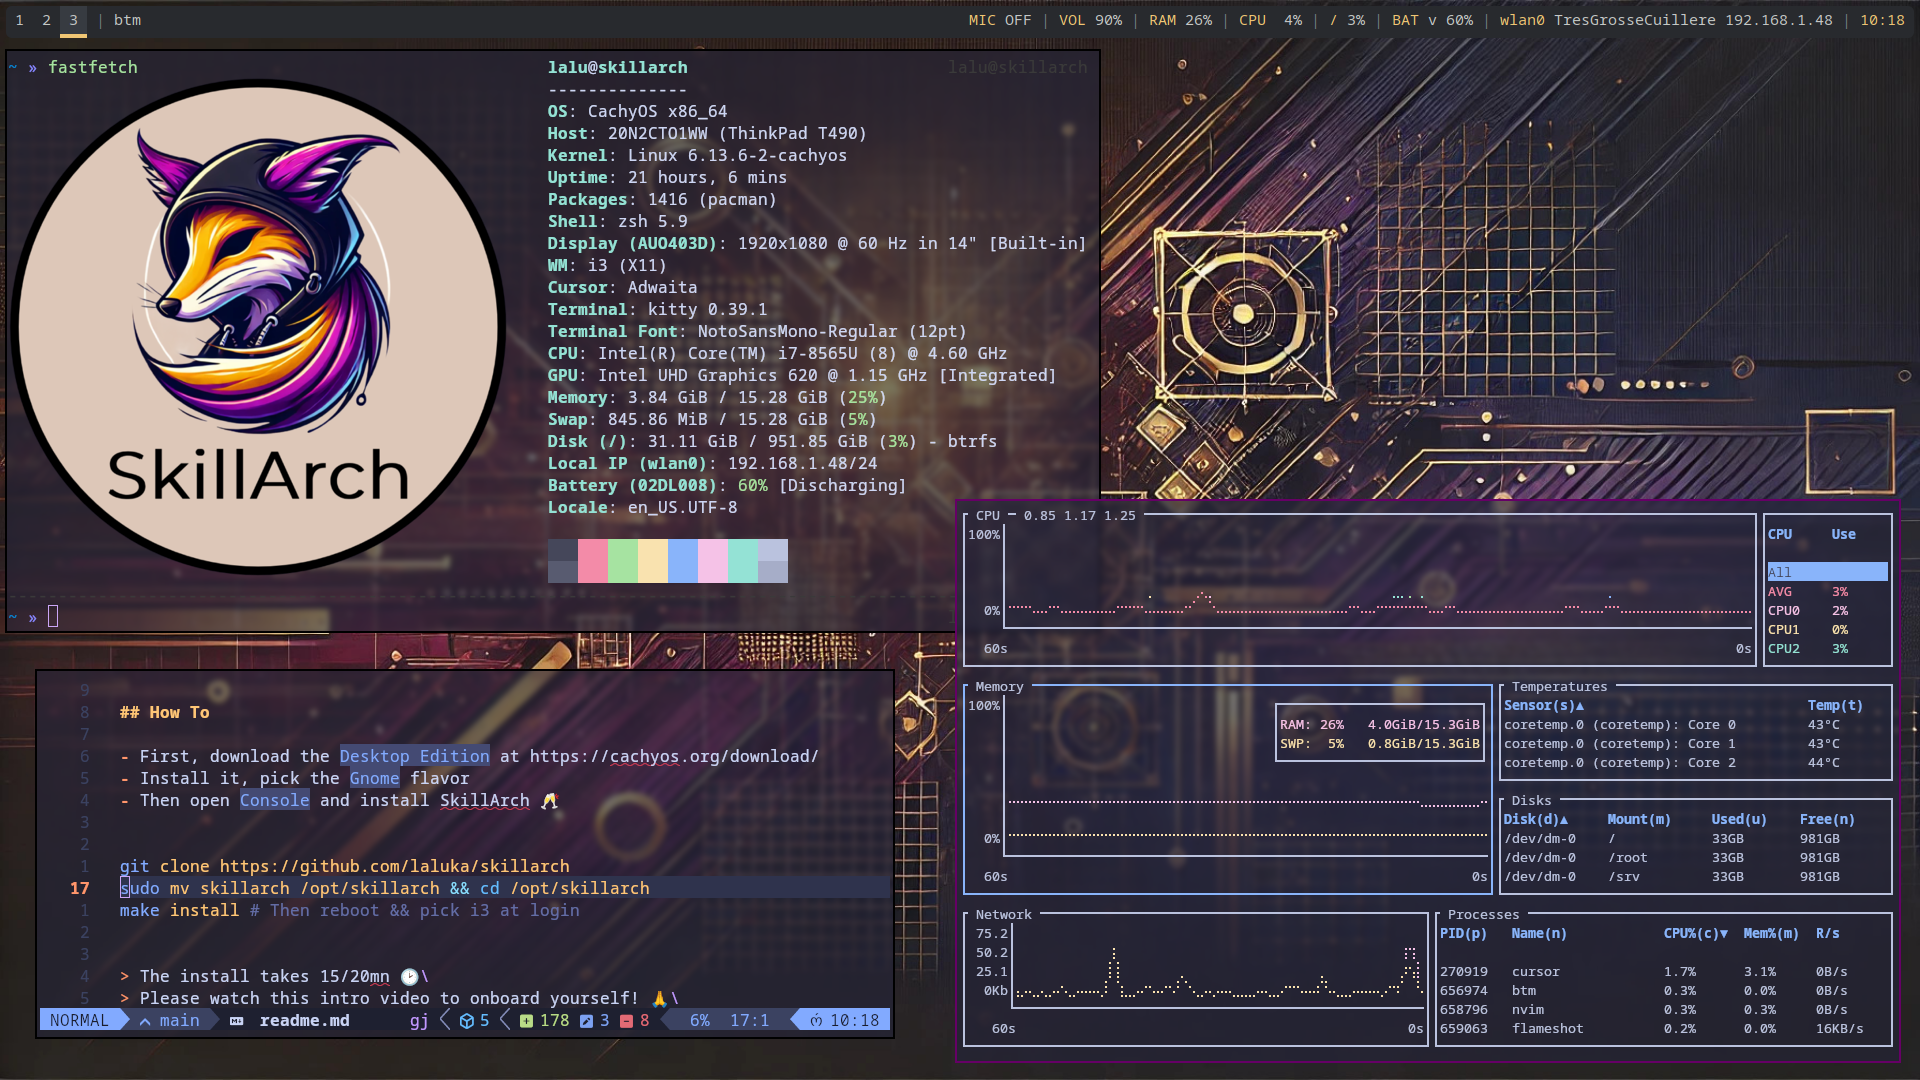 1 2 3 | btm
MIC OFF | VOL 90% | RAM 26% | CPU 4% | / 3% | BAT v 60% | wlan0 TresGrosseCuillere 192.168.1.48 | 10:18
~ » fastfetch
lalu@skillarch
lalu@skillarch
--------------
OS: CachyOS x86_64
Host: 20N2CTO1WW (ThinkPad T490)
Kernel: Linux 6.13.6-2-cachyos
Uptime: 21 hours, 6 mins
Packages: 1416 (pacman)
Shell: zsh 5.9
Display (AUO403D): 1920x1080 @ 60 Hz in 14" [Built-in]
WM: i3 (X11)
Cursor: Adwaita
Terminal: kitty 0.39.1
Terminal Font: NotoSansMono-Regular (12pt)
CPU: Intel(R) Core(TM) i7-8565U (8) @ 4.60 GHz
GPU: Intel UHD Graphics 620 @ 1.15 GHz [Integrated]
Memory: 3.84 GiB / 15.28 GiB (25%)
Swap: 845.86 MiB / 15.28 GiB (5%)
Disk (/): 31.11 GiB / 951.85 GiB (3%) - btrfs
Local IP (wlan0): 192.168.1.48/24
Battery (02DL008): 60% [Discharging]
Locale: en_US.UTF-8
SkillArch
~ »
9
8 ## How To
7
6 - First, download the Desktop Edition at https://cachyos.org/download/
5 - Install it, pick the Gnome flavor
4 - Then open Console and install SkillArch 🥂
3
2
1 git clone https://github.com/laluka/skillarch
17 sudo mv skillarch /opt/skillarch && cd /opt/skillarch
1 make install # Then reboot && pick i3 at login
2
3
4 > The install takes 15/20mn 🕑\
5 > Please watch this intro video to onboard yourself! 🙏\
NORMAL main readme.md gj 5 178 3 8 6% 17:1 10:18
CPU — 0.85 1.17 1.25
100%
0%
60s 0s
CPU Use
All
AVG 3%
CPU0 2%
CPU1 0%
CPU2 3%
Memory
100%
RAM: 26% 4.0GiB/15.3GiB
SWP: 5% 0.8GiB/15.3GiB
0%
60s 0s
Temperatures
Sensor(s)▲ Temp(t)
coretemp.0 (coretemp): Core 0 43°C
coretemp.0 (coretemp): Core 1 43°C
coretemp.0 (coretemp): Core 2 44°C
Disks
Disk(d)▲ Mount(m) Used(u) Free(n)
/dev/dm-0 / 33GB 981GB
/dev/dm-0 /root 33GB 981GB
/dev/dm-0 /srv 33GB 981GB
Network
75.2
50.2
25.1
0Kb
60s 0s
Processes
PID(p) Name(n) CPU%(c)▼ Mem%(m) R/s
270919 cursor 1.7% 3.1% 0B/s
656974 btm 0.3% 0.0% 0B/s
658796 nvim 0.3% 0.3% 0B/s
659063 flameshot 0.2% 0.0% 16KB/s